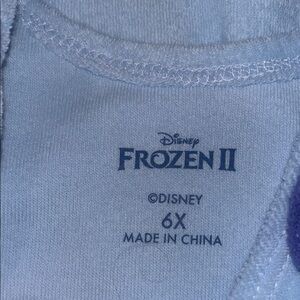 Disney
FROZEN II
©DISNEY
6X
MADE IN CHINA